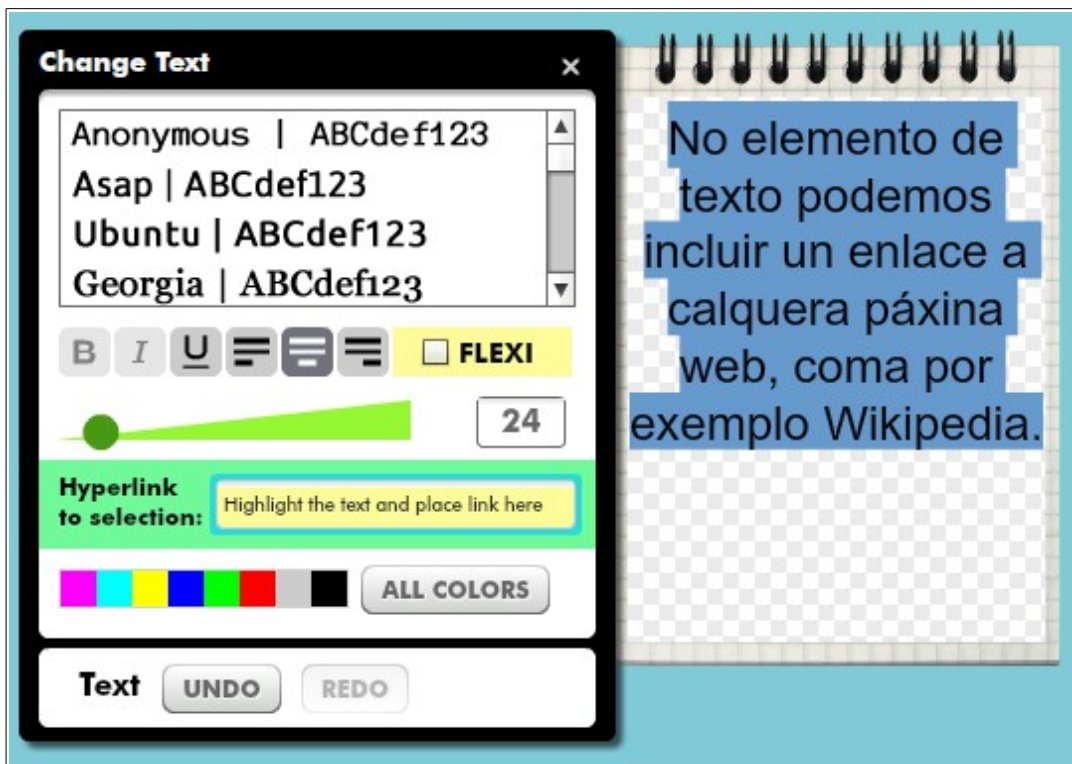 Change Text
×
Anonymous | ABCdef123
Asap | ABCdef123
Ubuntu | ABCdef123
Georgia | ABCdef123
B I U FLEXI
24
Hyperlink
to selection:
Highlight the text and place link here
ALL COLORS
Text UNDO REDO
No elemento de
texto podemos
incluir un enlace a
calquera páxina
web, coma por
exemplo Wikipedia.